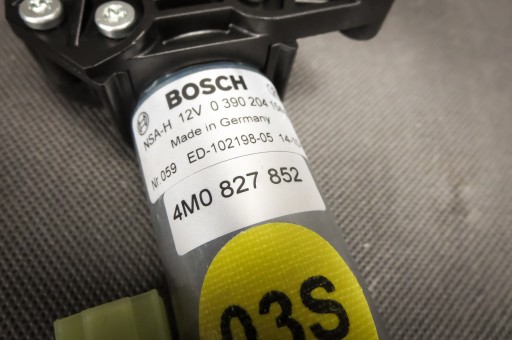 BOSCH
NSA-H 12V 0 390 204
Made in Germany
Nr. 059 ED-102198-05
4M0 827 852
03S